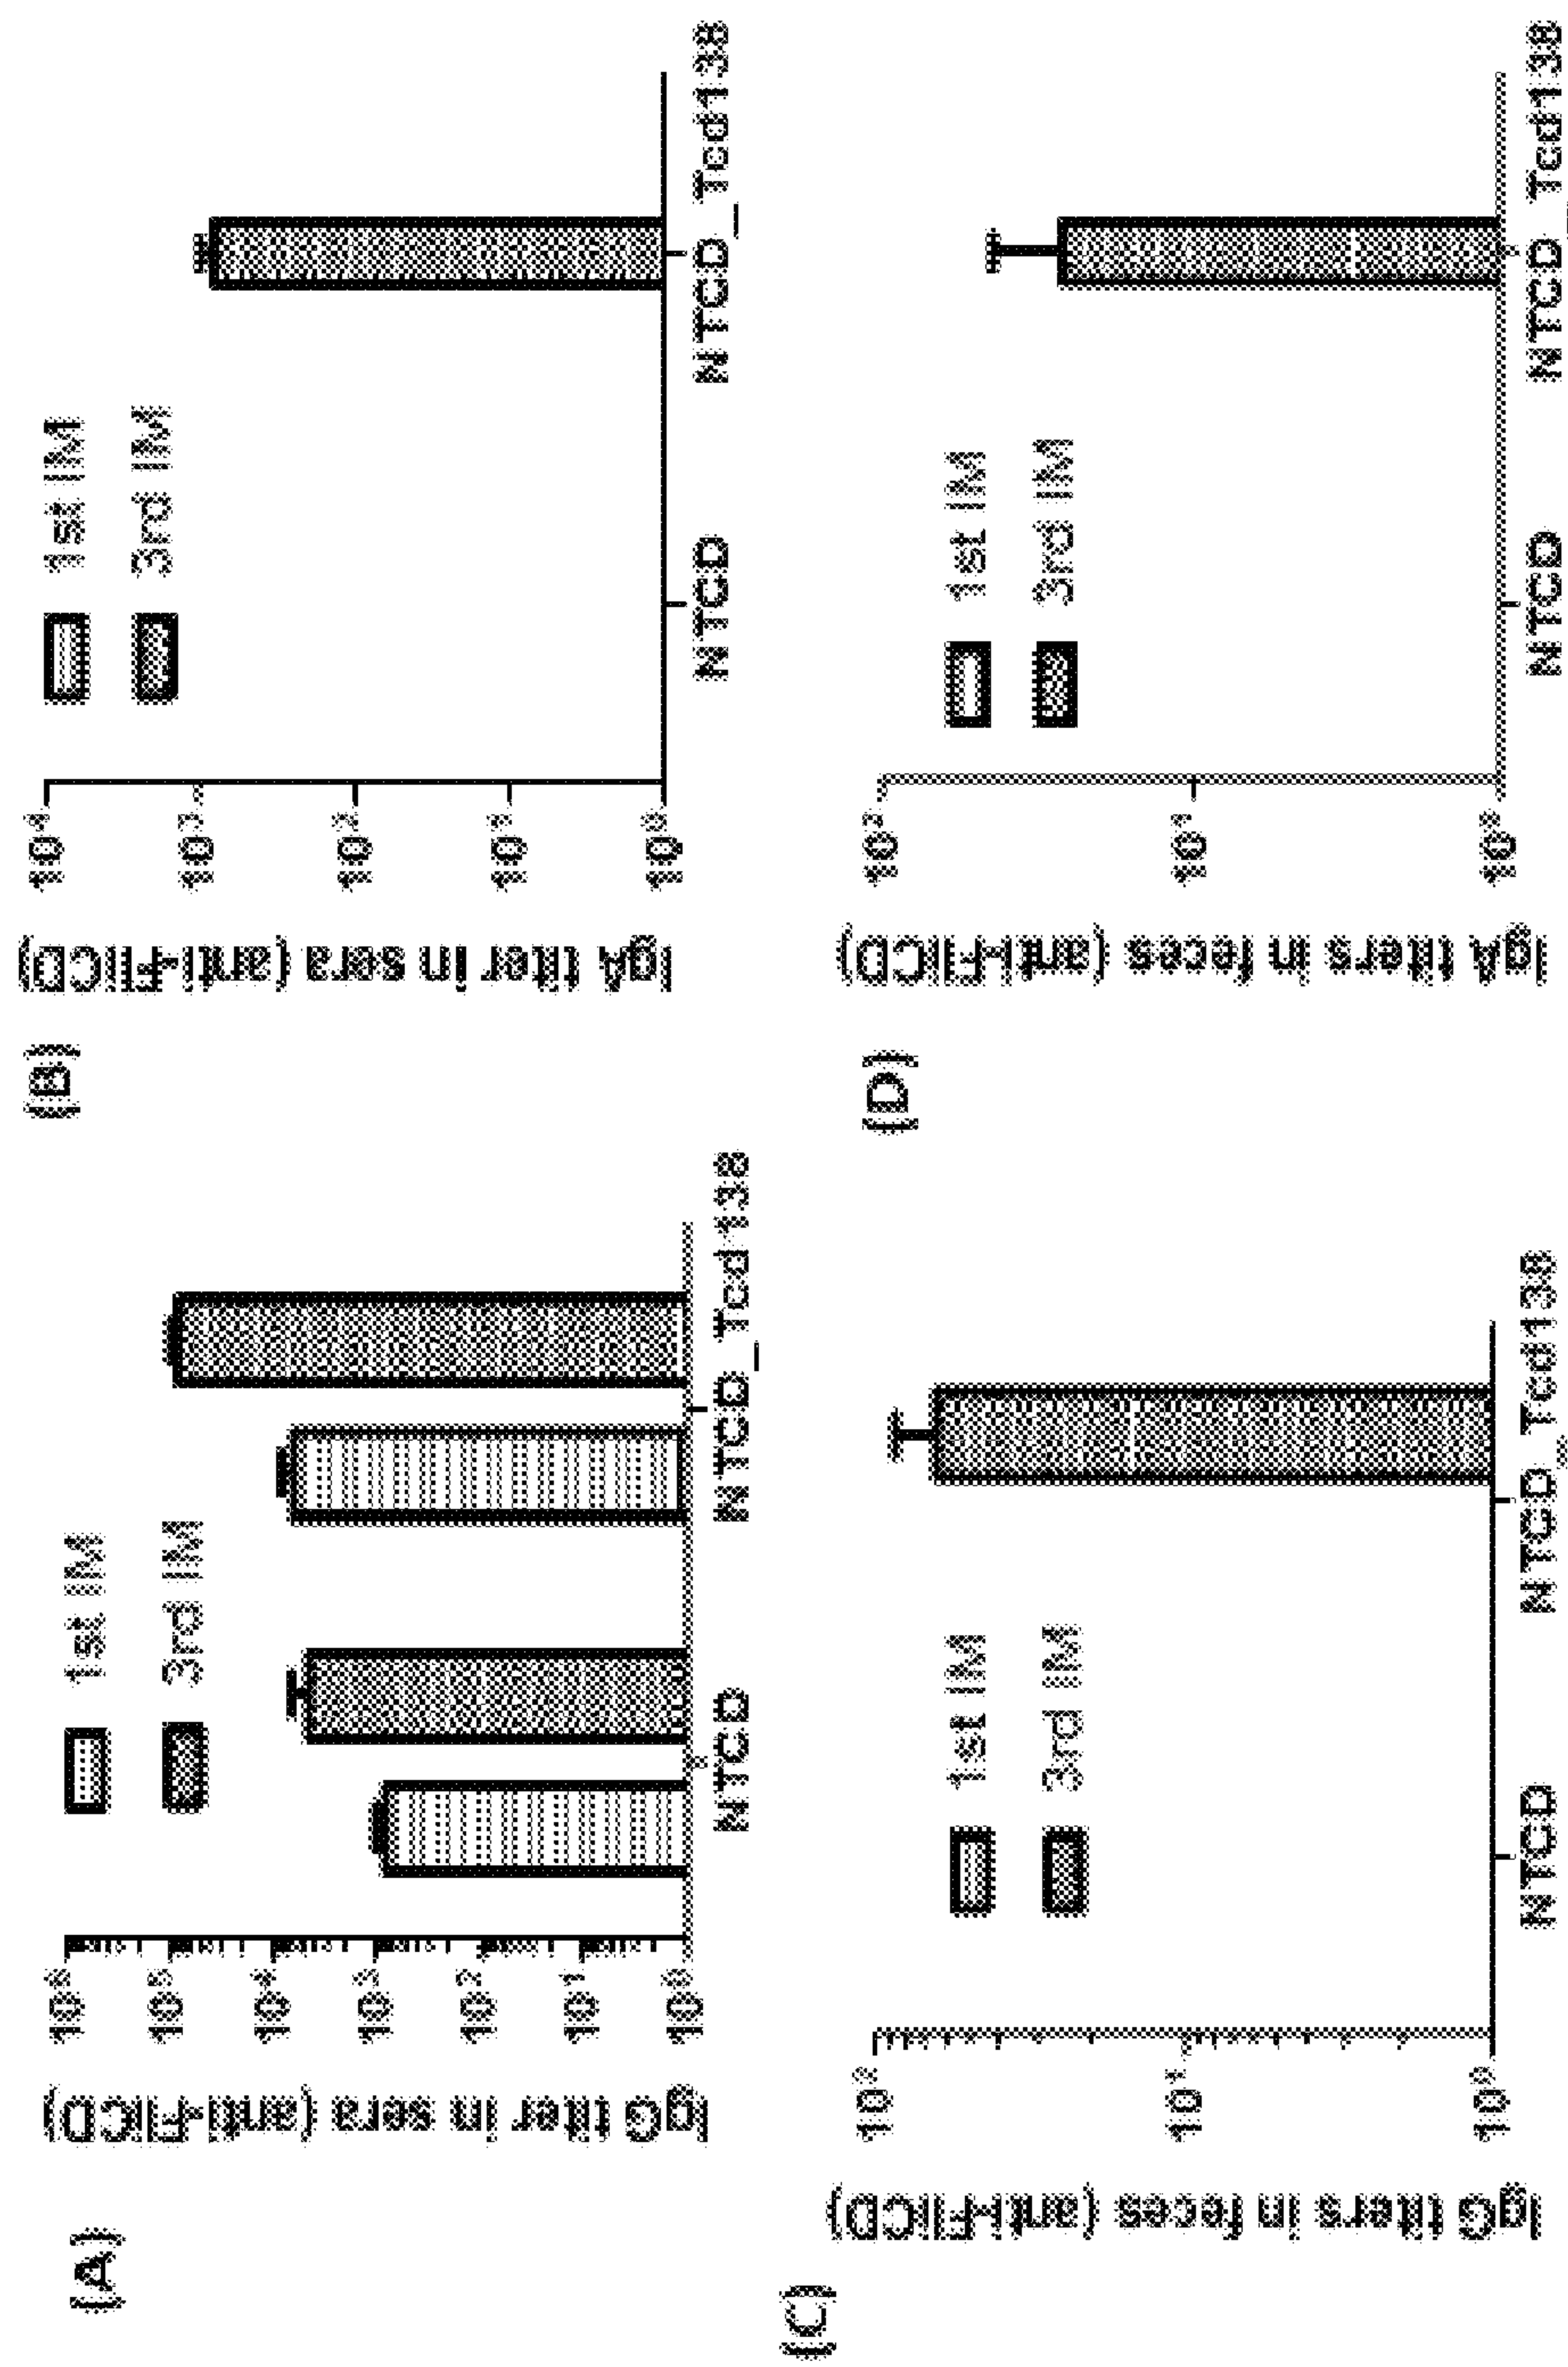 (A)
IgG titer in sera (anti-FliCD)
10⁶
10⁵
10⁴
10³
10²
10¹
10⁰
1st IM
3rd IM
NTCD
NTCD_Tcd138
(B)
IgA titer in sera (anti-FliCD)
10⁴
10³
10²
10¹
10⁰
1st IM
3rd IM
NTCD
NTCD_Tcd138
(C)
IgG titers in feces (anti-FliCD)
10²
10¹
10⁰
1st IM
3rd IM
NTCD
NTCD_Tcd138
(D)
IgA titers in feces (anti-FliCD)
10²
10¹
10⁰
1st IM
3rd IM
NTCD
NTCD_Tcd138